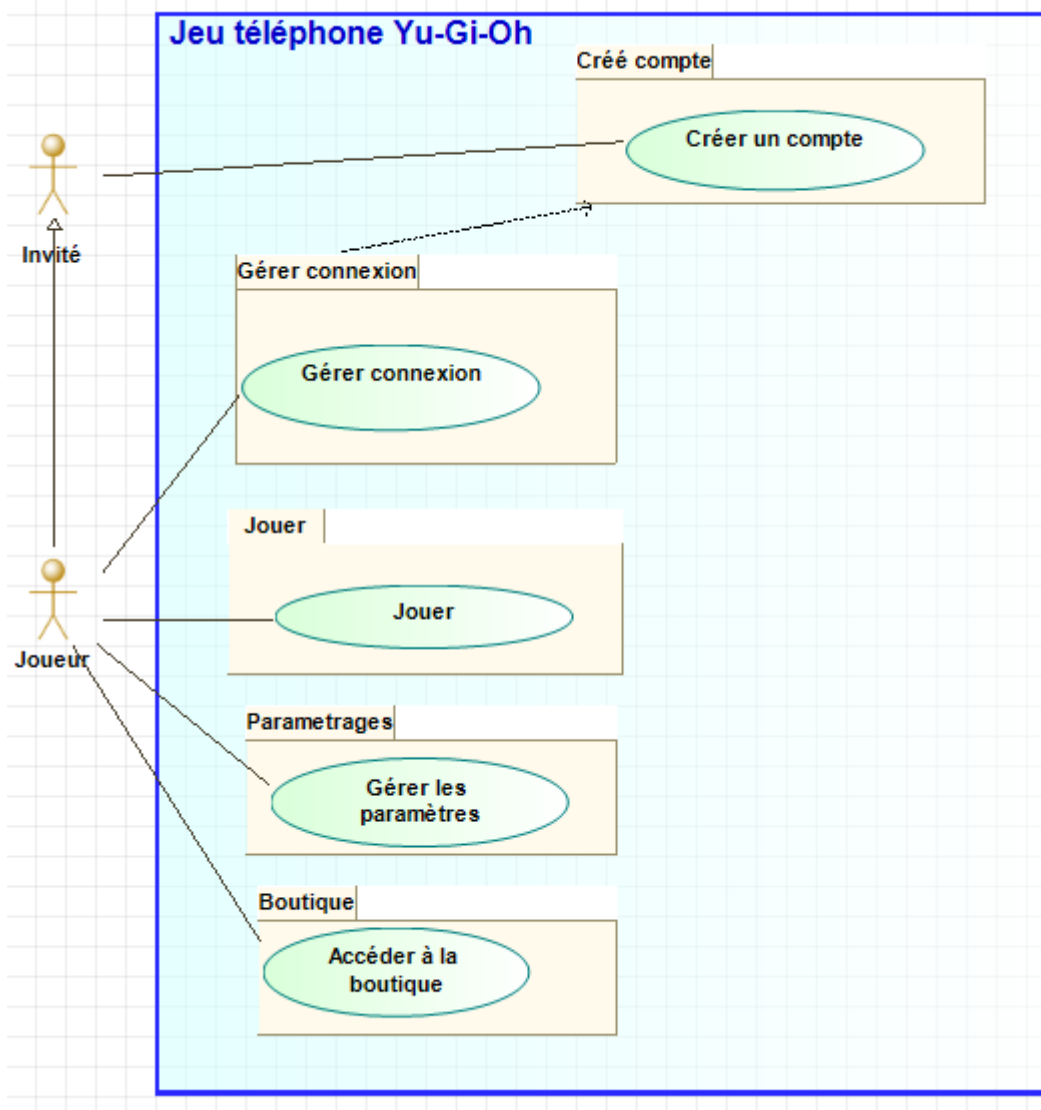 Jeu téléphone Yu-Gi-Oh
Créé compte
Créer un compte
Invité
Gérer connexion
Gérer connexion
Jouer
Jouer
Joueur
Parametrages
Gérer les
paramètres
Boutique
Accéder à la
boutique